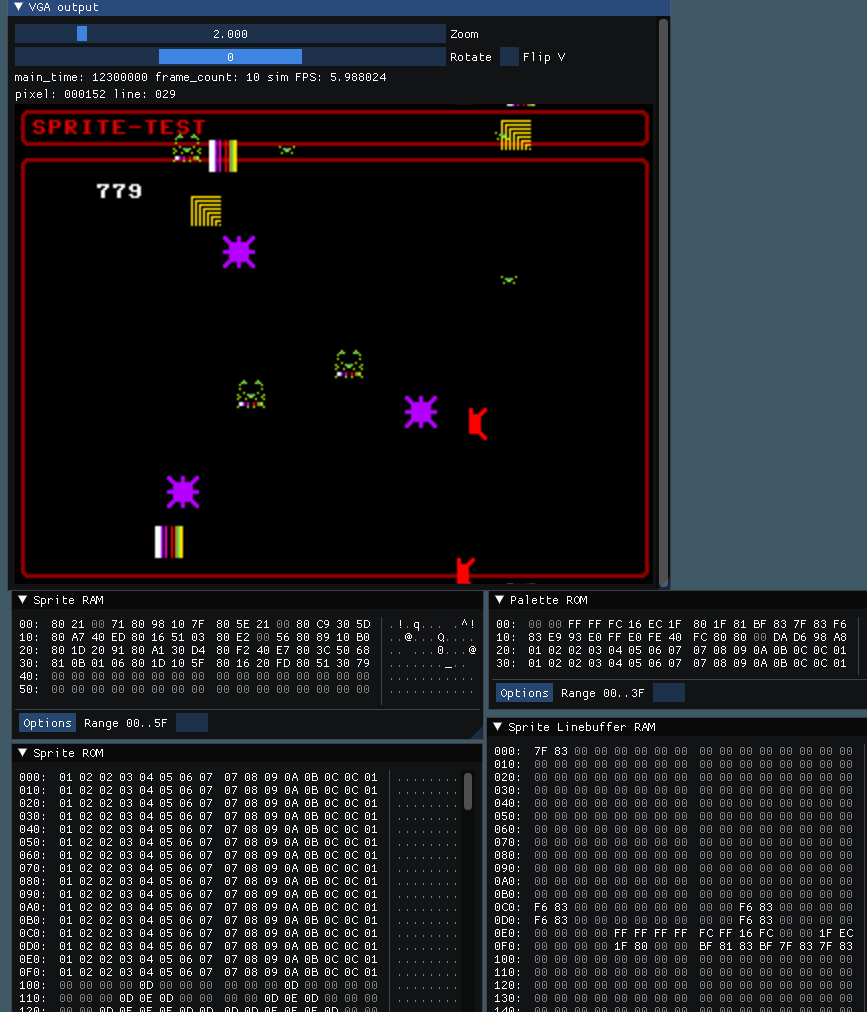 VGA output
2.000 Zoom
0 Rotate Flip V
main_time: 12300000 frame_count: 10 sim FPS: 5.988024
pixel: 000152 line: 029
SPRITE-TEST
779
Sprite RAM
00: 80 21 00 71 80 98 10 7F 80 5E 21 00 80 C9 30 5D .!.q... ..^!
10: 80 A7 40 ED 80 16 51 03 80 E2 00 56 80 89 10 B0 ..@...Q....
20: 80 1D 20 91 80 A1 30 D4 80 F2 40 E7 80 3C 50 68 ......0...@
30: 81 0B 01 06 80 1D 10 5F 80 16 20 FD 80 51 30 79 ......._..
40: 00 00 00 00 00 00 00 00 00 00 00 00 00 00 00 00 ...........
50: 00 00 00 00 00 00 00 00 00 00 00 00 00 00 00 00 ...........
Options Range 00..5F
Palette ROM
00: 00 00 FF FF FC 16 EC 1F 80 1F 81 BF 83 7F 83 F6
10: 83 E9 93 E0 FF E0 FE 40 FC 80 80 00 DA D6 98 A8
20: 01 02 02 03 04 05 06 07 07 08 09 0A 0B 0C 0C 01
30: 01 02 02 03 04 05 06 07 07 08 09 0A 0B 0C 0C 01
Options Range 00..3F
Sprite ROM
000: 01 02 02 03 04 05 06 07 07 08 09 0A 0B 0C 0C 01 ........
010: 01 02 02 03 04 05 06 07 07 08 09 0A 0B 0C 0C 01 ........
020: 01 02 02 03 04 05 06 07 07 08 09 0A 0B 0C 0C 01 ........
030: 01 02 02 03 04 05 06 07 07 08 09 0A 0B 0C 0C 01 ........
040: 01 02 02 03 04 05 06 07 07 08 09 0A 0B 0C 0C 01 ........
050: 01 02 02 03 04 05 06 07 07 08 09 0A 0B 0C 0C 01 ........
060: 01 02 02 03 04 05 06 07 07 08 09 0A 0B 0C 0C 01 ........
070: 01 02 02 03 04 05 06 07 07 08 09 0A 0B 0C 0C 01 ........
080: 01 02 02 03 04 05 06 07 07 08 09 0A 0B 0C 0C 01 ........
090: 01 02 02 03 04 05 06 07 07 08 09 0A 0B 0C 0C 01 ........
0A0: 01 02 02 03 04 05 06 07 07 08 09 0A 0B 0C 0C 01 ........
0B0: 01 02 02 03 04 05 06 07 07 08 09 0A 0B 0C 0C 01 ........
0C0: 01 02 02 03 04 05 06 07 07 08 09 0A 0B 0C 0C 01 ........
0D0: 01 02 02 03 04 05 06 07 07 08 09 0A 0B 0C 0C 01 ........
0E0: 01 02 02 03 04 05 06 07 07 08 09 0A 0B 0C 0C 01 ........
0F0: 01 02 02 03 04 05 06 07 07 08 09 0A 0B 0C 0C 01 ........
100: 00 00 00 00 0D 00 00 00 00 00 00 0D 00 00 00 00 ........
110: 00 00 00 0D 0E 0D 00 00 00 00 0D 0E 0D 00 00 00 ........
Sprite Linebuffer RAM
000: 7F 83 00 00 00 00 00 00 00 00 00 00 00 00 00 00
010: 00 00 00 00 00 00 00 00 00 00 00 00 00 00 00 00
020: 00 00 00 00 00 00 00 00 00 00 00 00 00 00 00 00
030: 00 00 00 00 00 00 00 00 00 00 00 00 00 00 00 00
040: 00 00 00 00 00 00 00 00 00 00 00 00 00 00 00 00
050: 00 00 00 00 00 00 00 00 00 00 00 00 00 00 00 00
060: 00 00 00 00 00 00 00 00 00 00 00 00 00 00 00 00
070: 00 00 00 00 00 00 00 00 00 00 00 00 00 00 00 00
080: 00 00 00 00 00 00 00 00 00 00 00 00 00 00 00 00
090: 00 00 00 00 00 00 00 00 00 00 00 00 00 00 00 00
0A0: 00 00 00 00 00 00 00 00 00 00 00 00 00 00 00 00
0B0: 00 00 00 00 00 00 00 00 00 00 00 00 00 00 00 00
0C0: F6 83 00 00 00 00 00 00 00 00 F6 83 00 00 00 00
0D0: F6 83 00 00 00 00 00 00 00 00 F6 83 00 00 00 00
0E0: 00 00 00 00 FF FF FF FF FC FF 16 FC 00 00 1F EC
0F0: 00 00 00 00 1F 80 00 00 BF 81 83 BF 7F 83 7F 83
100: 00 00 00 00 00 00 00 00 00 00 00 00 00 00 00 00
110: 00 00 00 00 00 00 00 00 00 00 00 00 00 00 00 00
120: 00 00 00 00 00 00 00 00 00 00 00 00 00 00 00 00
130: 00 00 00 00 00 00 00 00 00 00 00 00 00 00 00 00